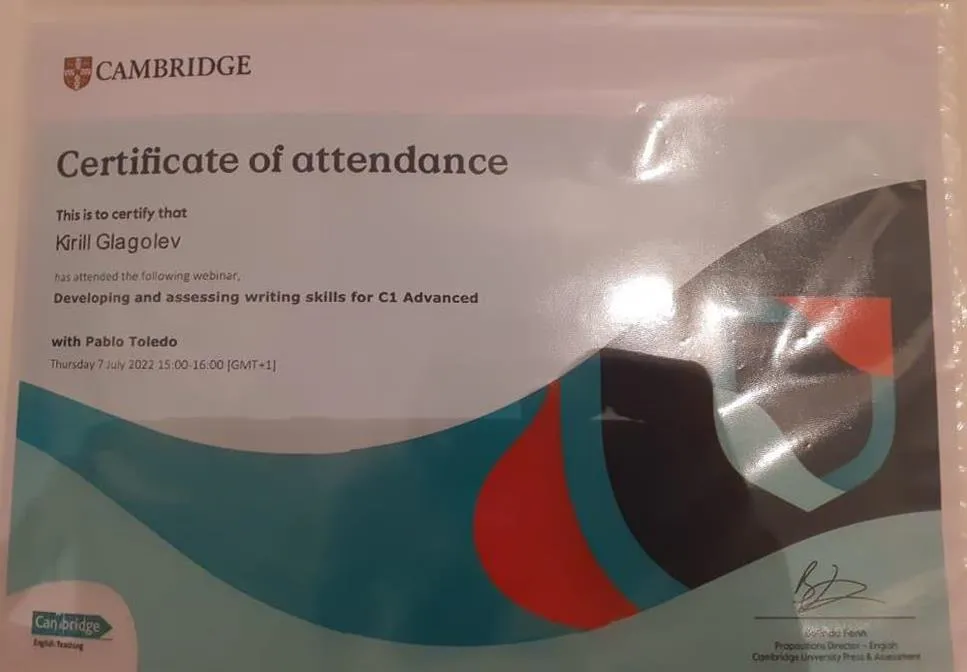 CAMBRIDGE
Certificate of attendance
This is to certify that
Kirill Glagolev
has attended the following webinar,
Developing and assessing writing skills for C1 Advanced
with Pablo Toledo
Thursday 7 July 2022 15:00-16:00 [GMT+1]
Cambridge
English Teaching
Fenn
Propositions Director - English
Cambridge University Press & Assessment